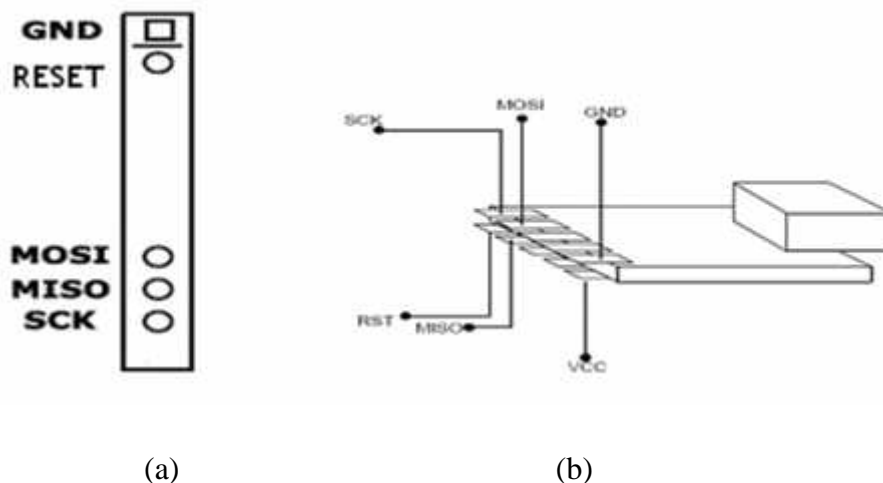 GND
RESET
MOSI
MISO
SCK
SCK
MOSI
GND
RST
MISO
VCC
(a)
(b)